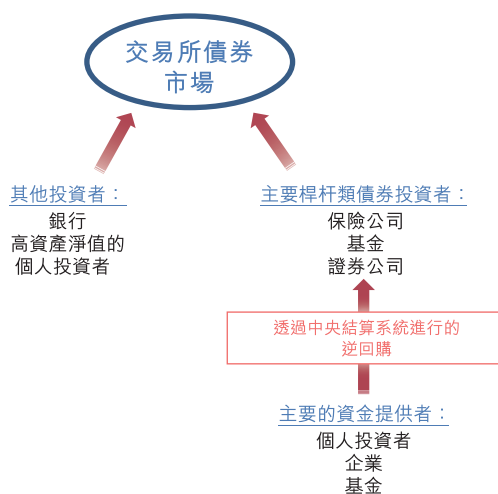 交易所債券
市場
其他投資者：
銀行
高資產淨值的
個人投資者
主要桿杆類債券投資者：
保險公司
基金
證券公司
透過中央結算系統進行的
逆回購
主要的資金提供者：
個人投資者
企業
基金